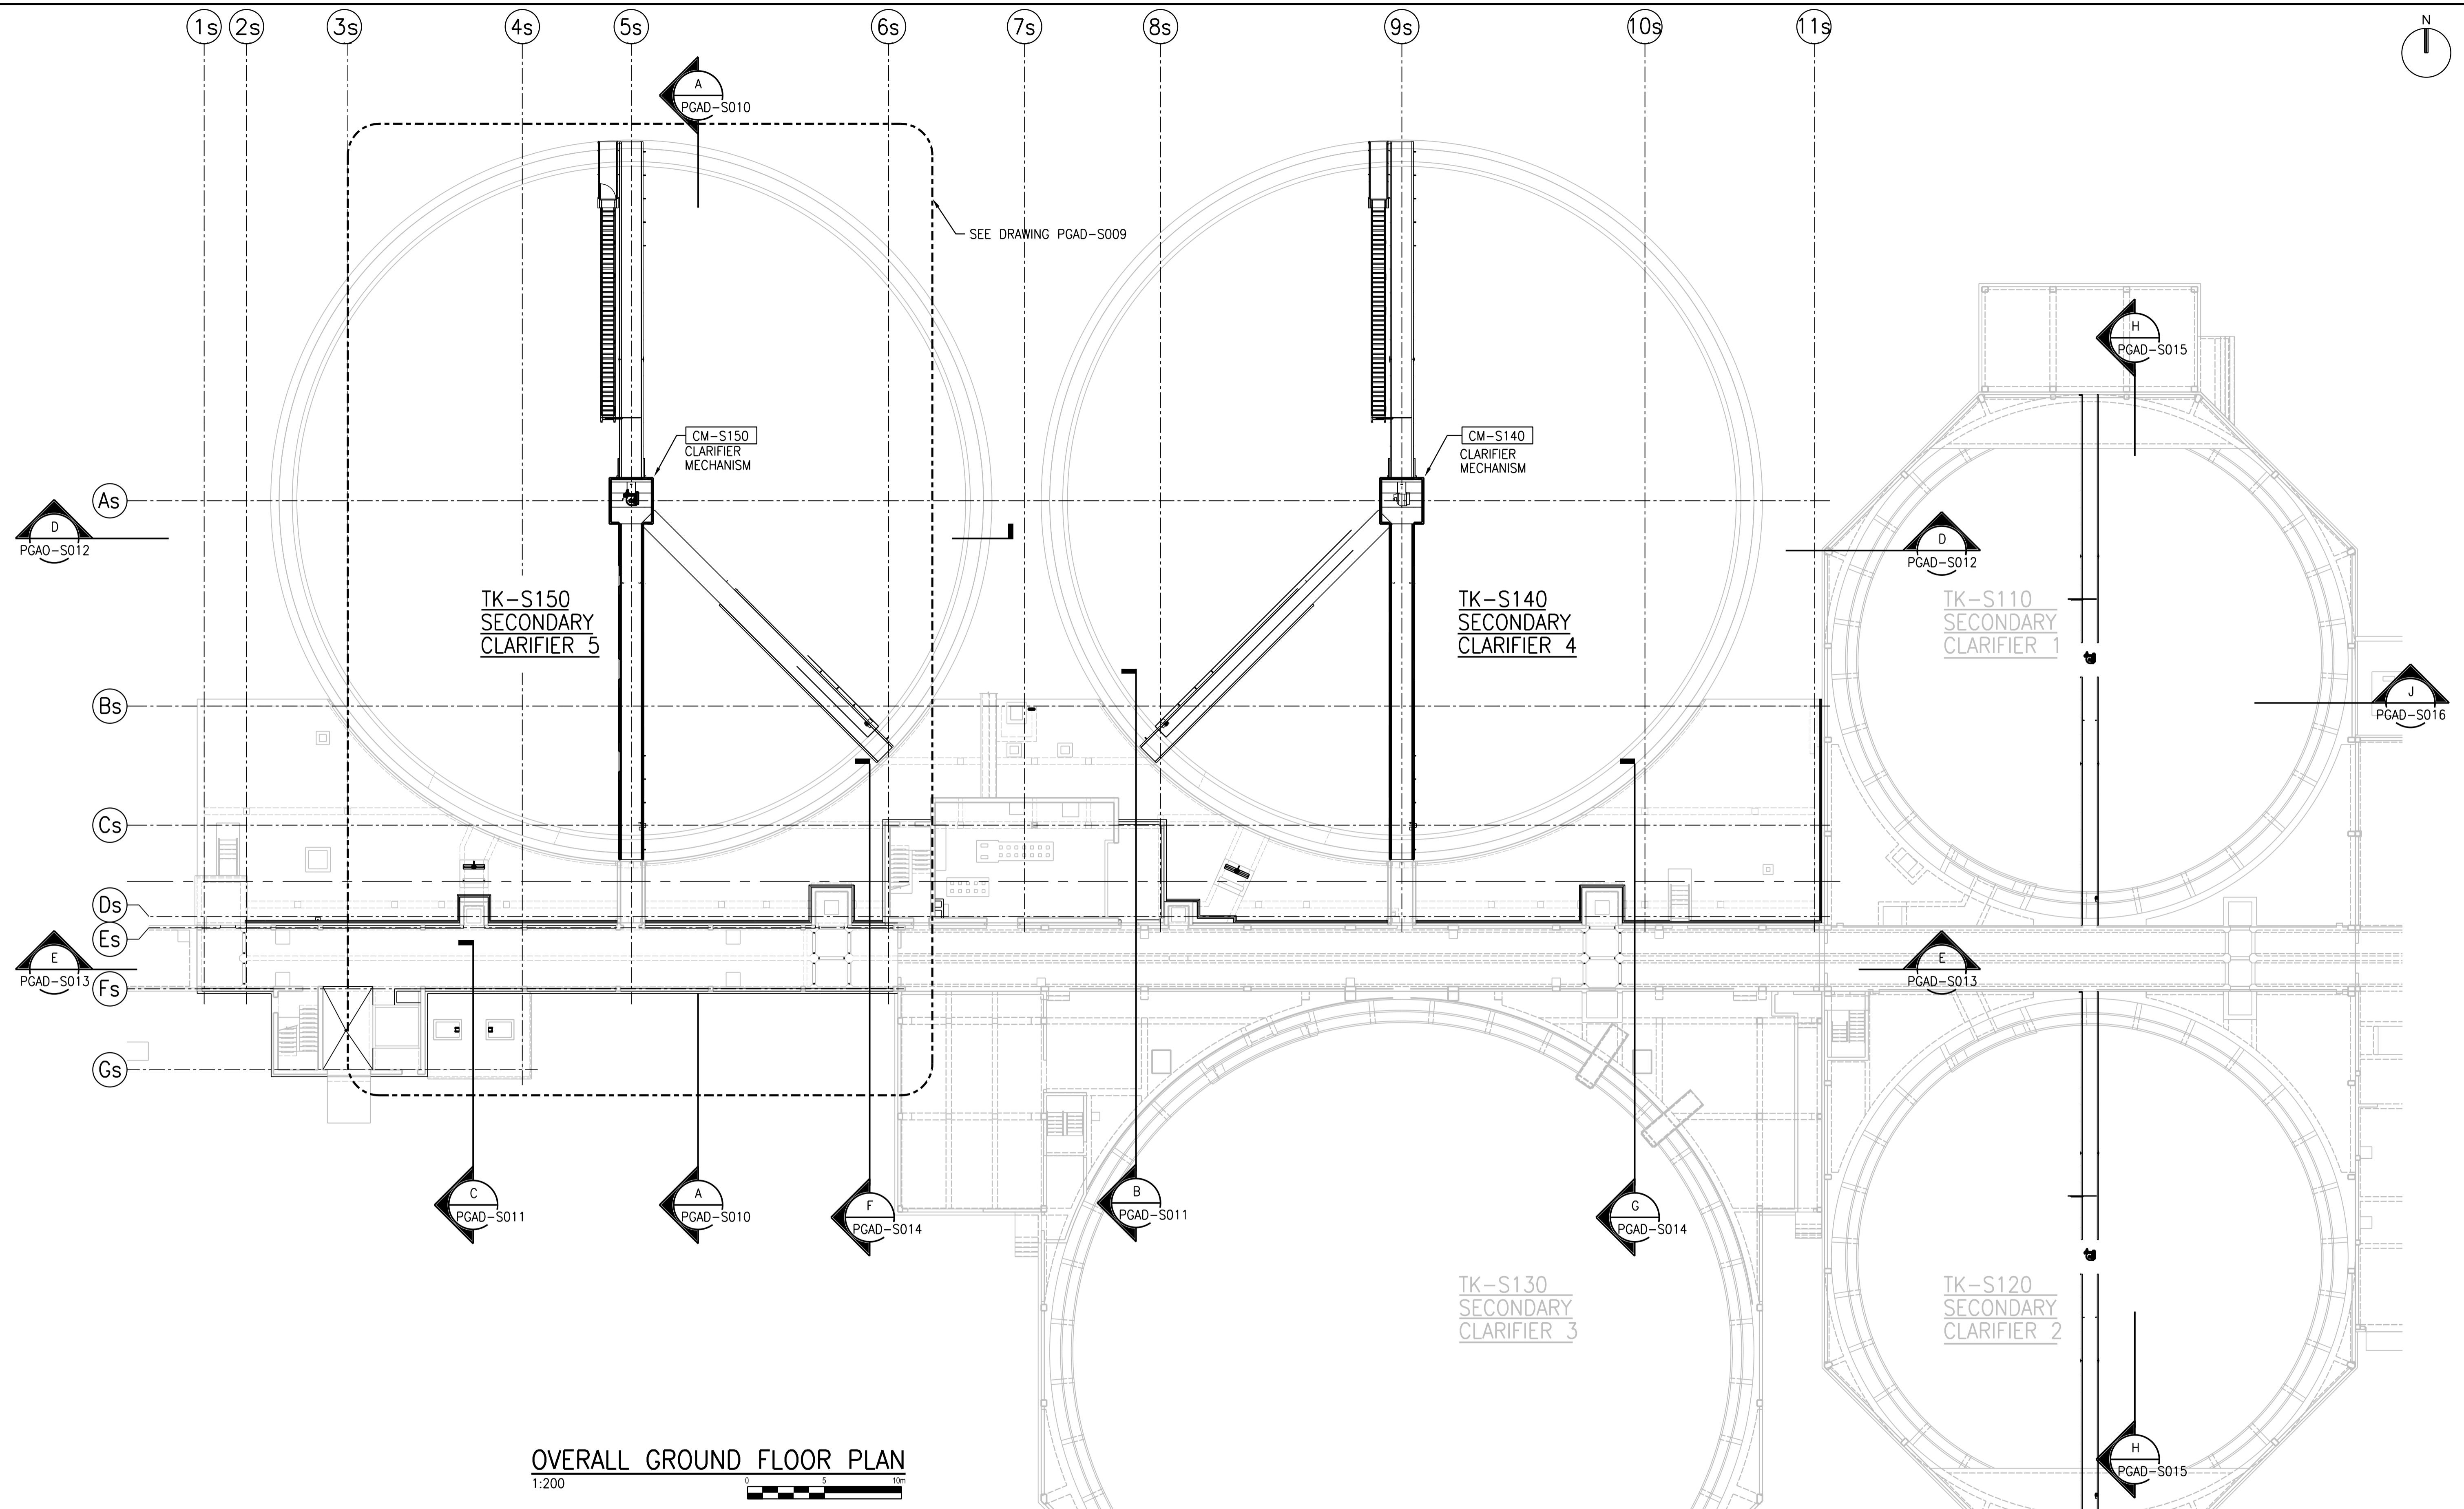 1s
2s
3s
4s
5s
6s
7s
8s
9s
10s
11s
N
A
PGAD-S010
SEE DRAWING PGAD-S009
H
PGAD-S015
CM-S150
CLARIFIER
MECHANISM
CM-S140
CLARIFIER
MECHANISM
As
D
PGAO-S012
D
PGAD-S012
TK-S150
SECONDARY
CLARIFIER 5
TK-S140
SECONDARY
CLARIFIER 4
TK-S110
SECONDARY
CLARIFIER 1
J
PGAD-S016
Bs
Cs
Ds
Es
E
PGAD-S013
Fs
E
PGAD-S013
Gs
C
PGAD-S011
A
PGAD-S010
F
PGAD-S014
B
PGAD-S011
G
PGAD-S014
TK-S130
SECONDARY
CLARIFIER 3
TK-S120
SECONDARY
CLARIFIER 2
H
PGAD-S015
OVERALL GROUND FLOOR PLAN
1:200
0 5 10m